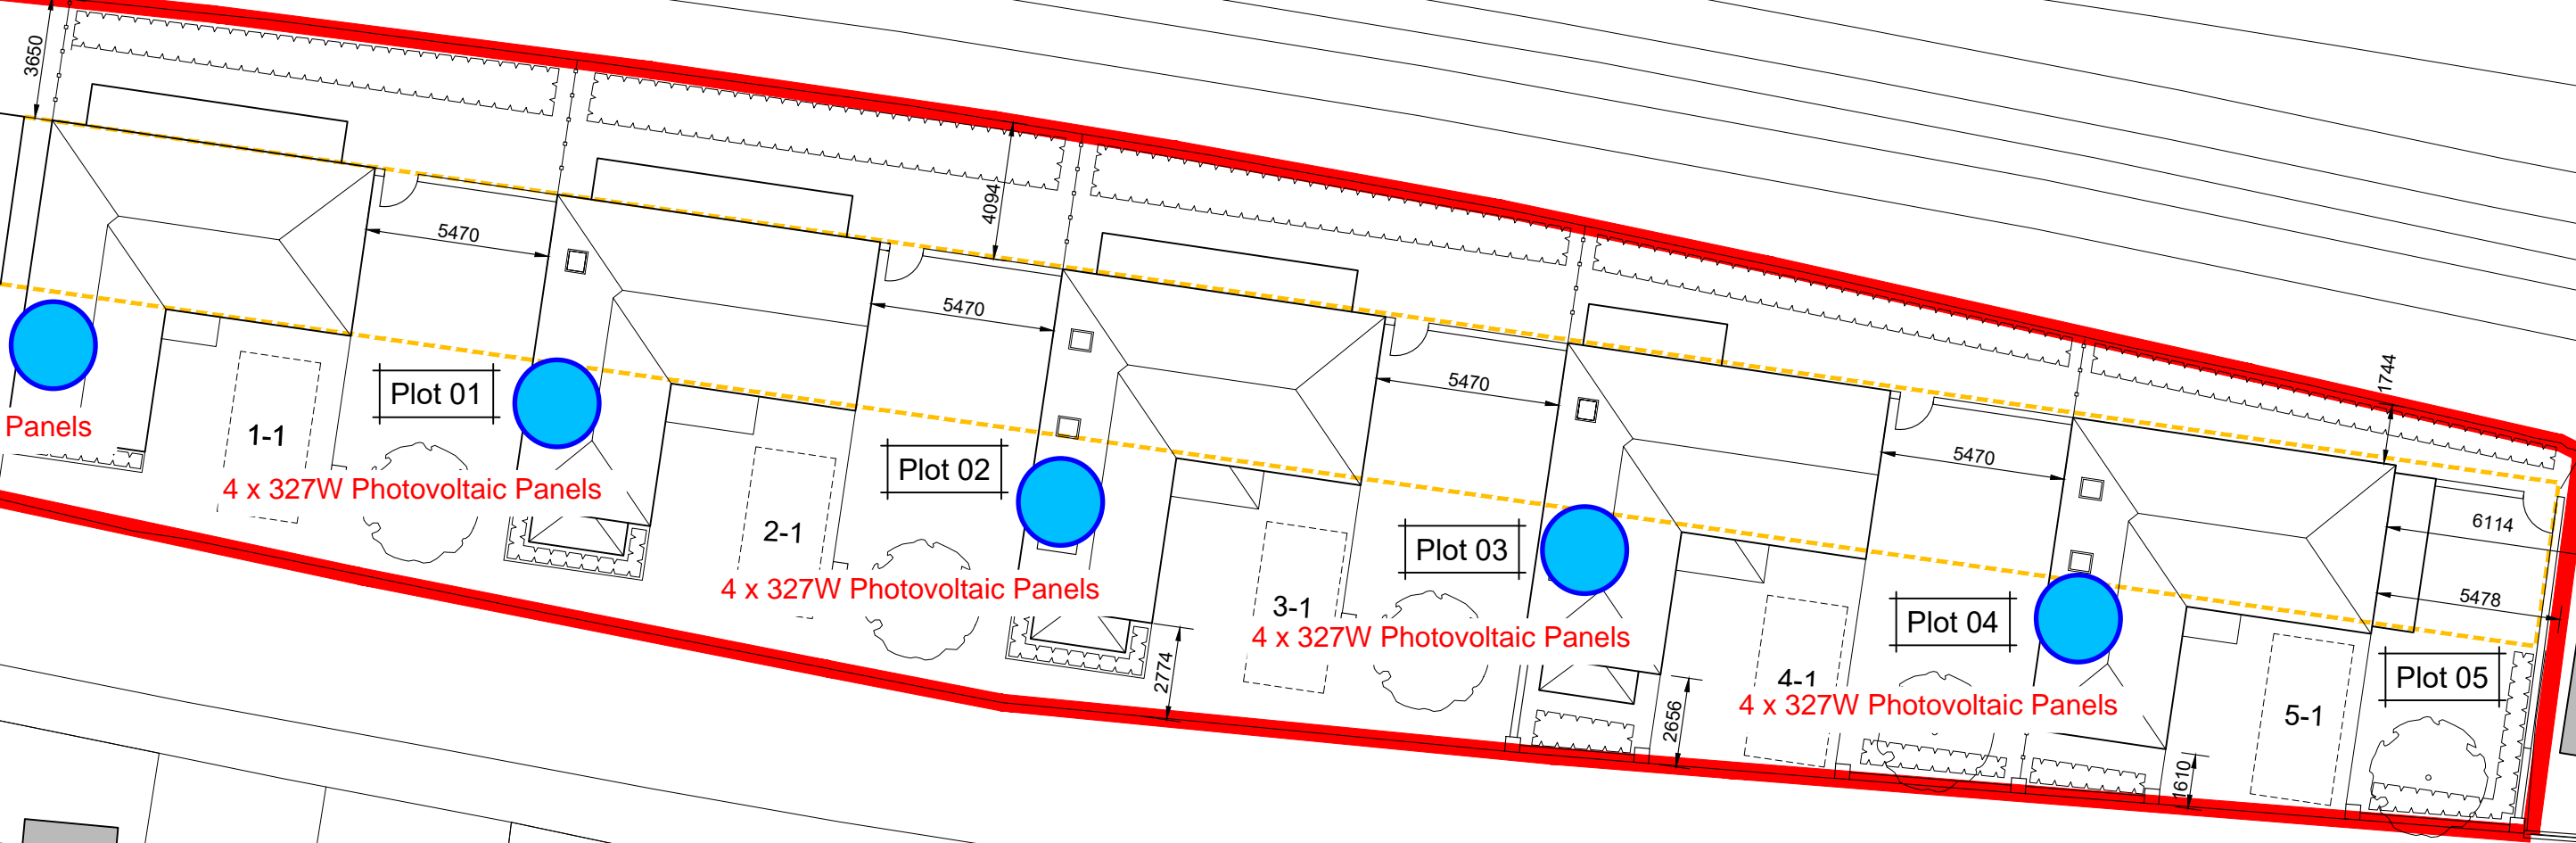 3650
4094
5470
5470
5470
5470
1744
6114
5478
Plot 01
Plot 02
Plot 03
Plot 04
Plot 05
Panels
1-1
2-1
3-1
4-1
5-1
4 x 327W Photovoltaic Panels
4 x 327W Photovoltaic Panels
4 x 327W Photovoltaic Panels
4 x 327W Photovoltaic Panels
2774
2656
1610